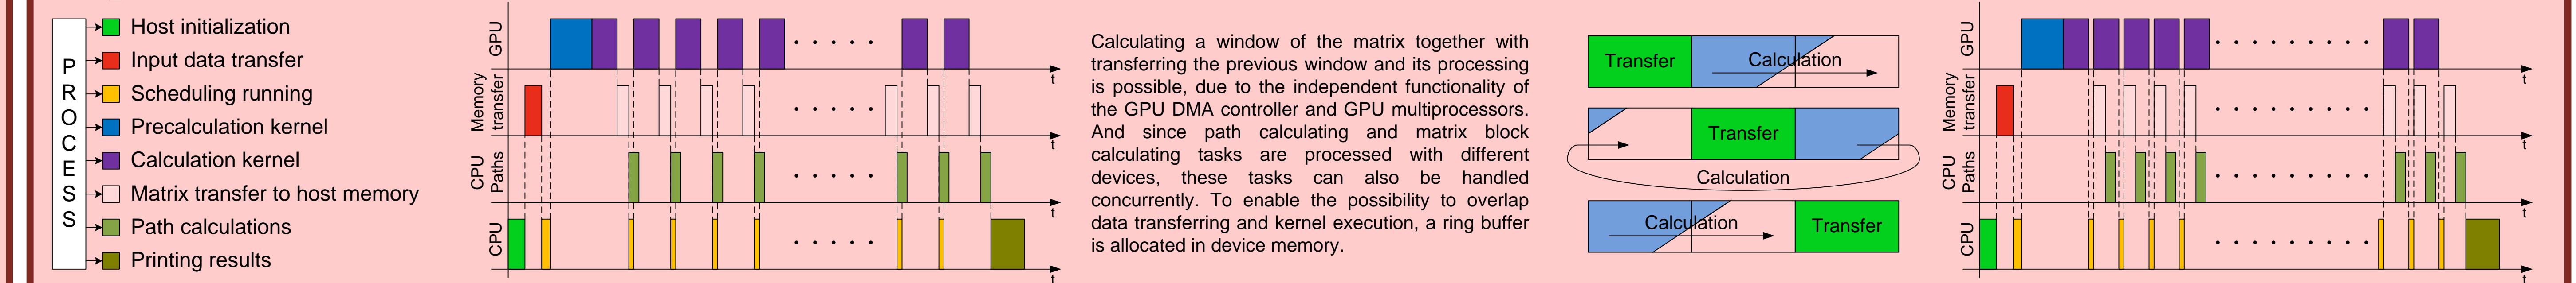 PROCESS
Host initialization
Input data transfer
Scheduling running
Precalculation kernel
Calculation kernel
Matrix transfer to host memory
Path calculations
Printing results
GPU
t
Memory
transfer
t
CPU
Paths
t
CPU
t
Calculating a window of the matrix together with
transferring the previous window and its processing
is possible, due to the independent functionality of
the GPU DMA controller and GPU multiprocessors.
And since path calculating and matrix block
calculating tasks are processed with different
devices, these tasks can also be handled
concurrently. To enable the possibility to overlap
data transferring and kernel execution, a ring buffer
is allocated in device memory.
Transfer
Calculation
Transfer
Calculation
Calculation
Transfer
GPU
t
Memory
transfer
t
CPU
Paths
t
CPU
t